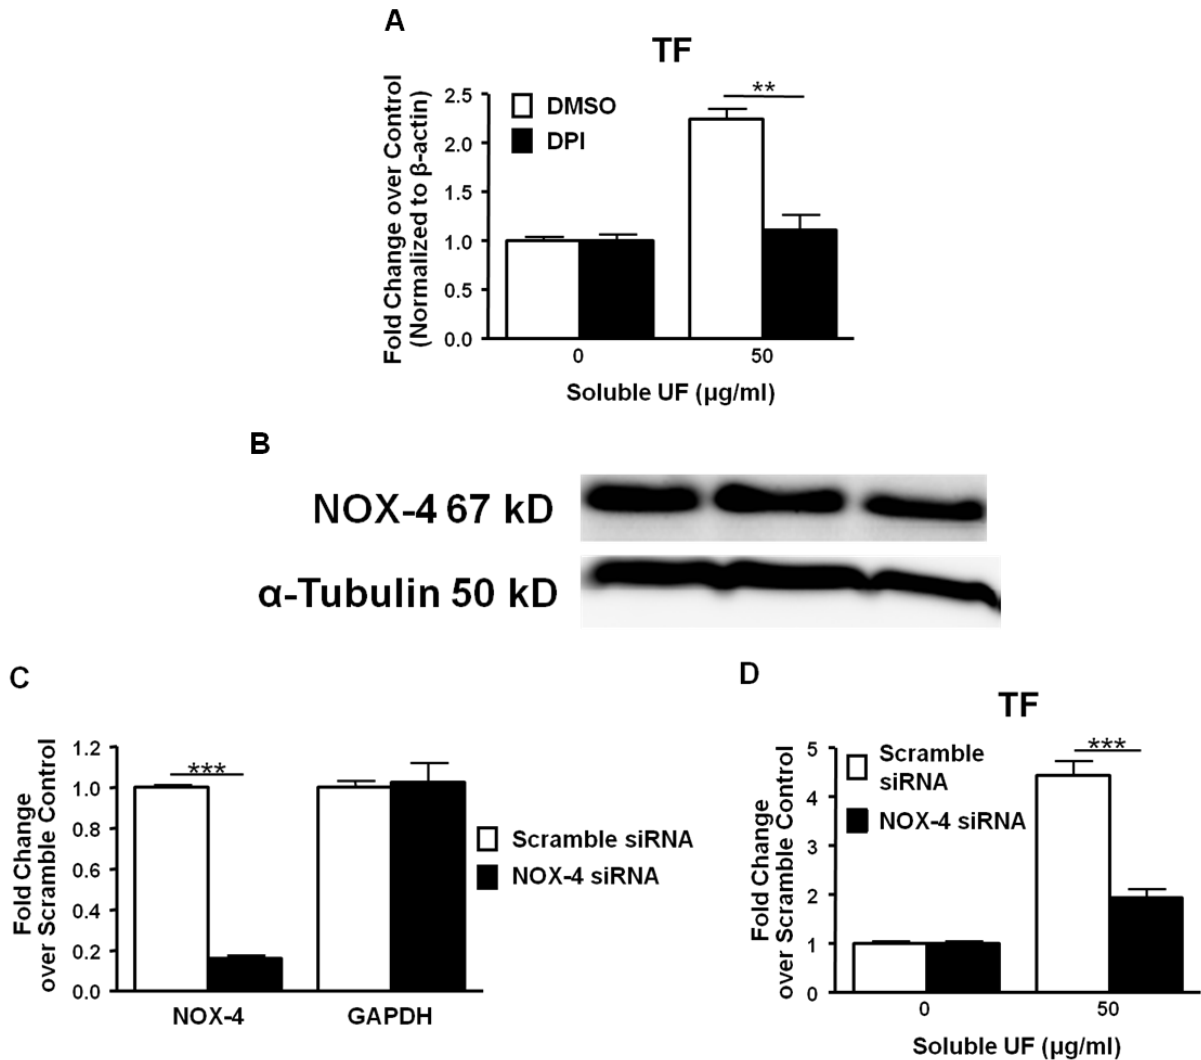 A
TF
Fold Change over Control
(Normalized to β-actin)
2.5
2.0
1.5
1.0
0.5
0.0
DMSO
DPI
**
0
50
Soluble UF (µg/ml)
B
NOX-4 67 kD
α-Tubulin 50 kD
C
Fold Change
over Scramble Control
1.2
1.0
0.8
0.6
0.4
0.2
0.0
***
Scramble siRNA
NOX-4 siRNA
NOX-4
GAPDH
D
TF
Fold Change
over Scramble Control
5
4
3
2
1
0
Scramble
siRNA
NOX-4 siRNA
***
0
50
Soluble UF (µg/ml)